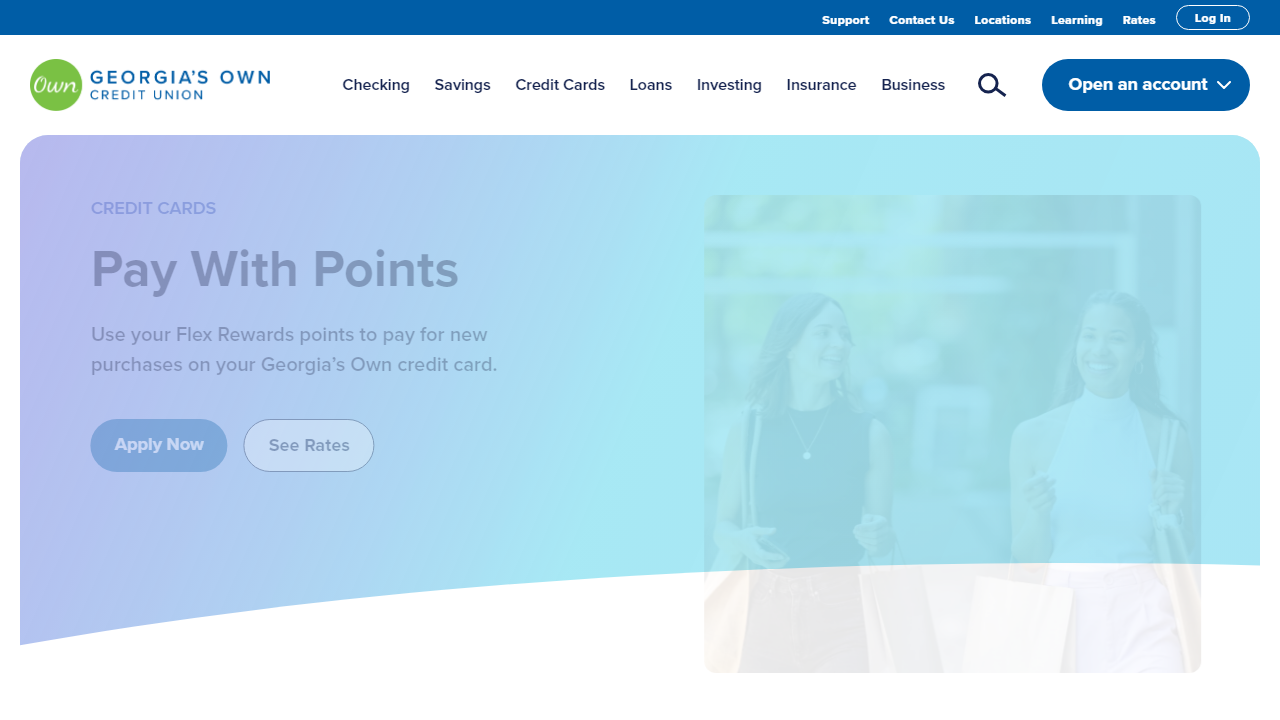 Support Contact Us Locations Learning Rates Log In
Own GEORGIA'S OWN
CREDIT UNION
Checking Savings Credit Cards Loans Investing Insurance Business Open an account
CREDIT CARDS
Pay With Points
Use your Flex Rewards points to pay for new
purchases on your Georgia’s Own credit card.
Apply Now See Rates